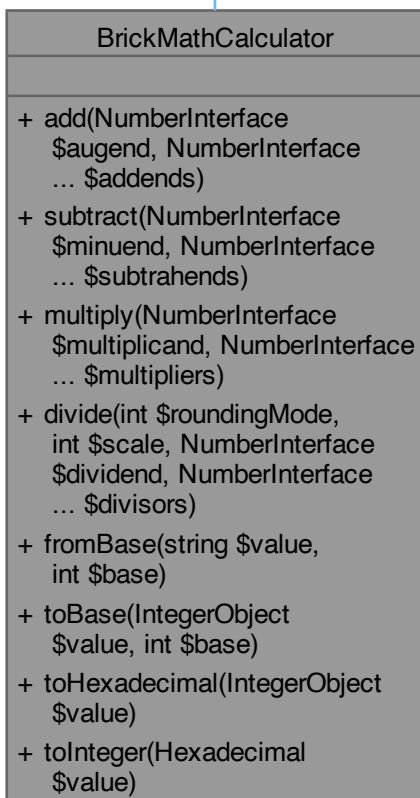 BrickMathCalculator
+ add(NumberInterface
$augend, NumberInterface
... $addends)
+ subtract(NumberInterface
$minuend, NumberInterface
... $subtrahends)
+ multiply(NumberInterface
$multiplicand, NumberInterface
... $multipliers)
+ divide(int $roundingMode,
int $scale, NumberInterface
$dividend, NumberInterface
... $divisors)
+ fromBase(string $value,
int $base)
+ toBase(IntegerObject
$value, int $base)
+ toHexadecimal(IntegerObject
$value)
+ toInteger(Hexadecimal
$value)